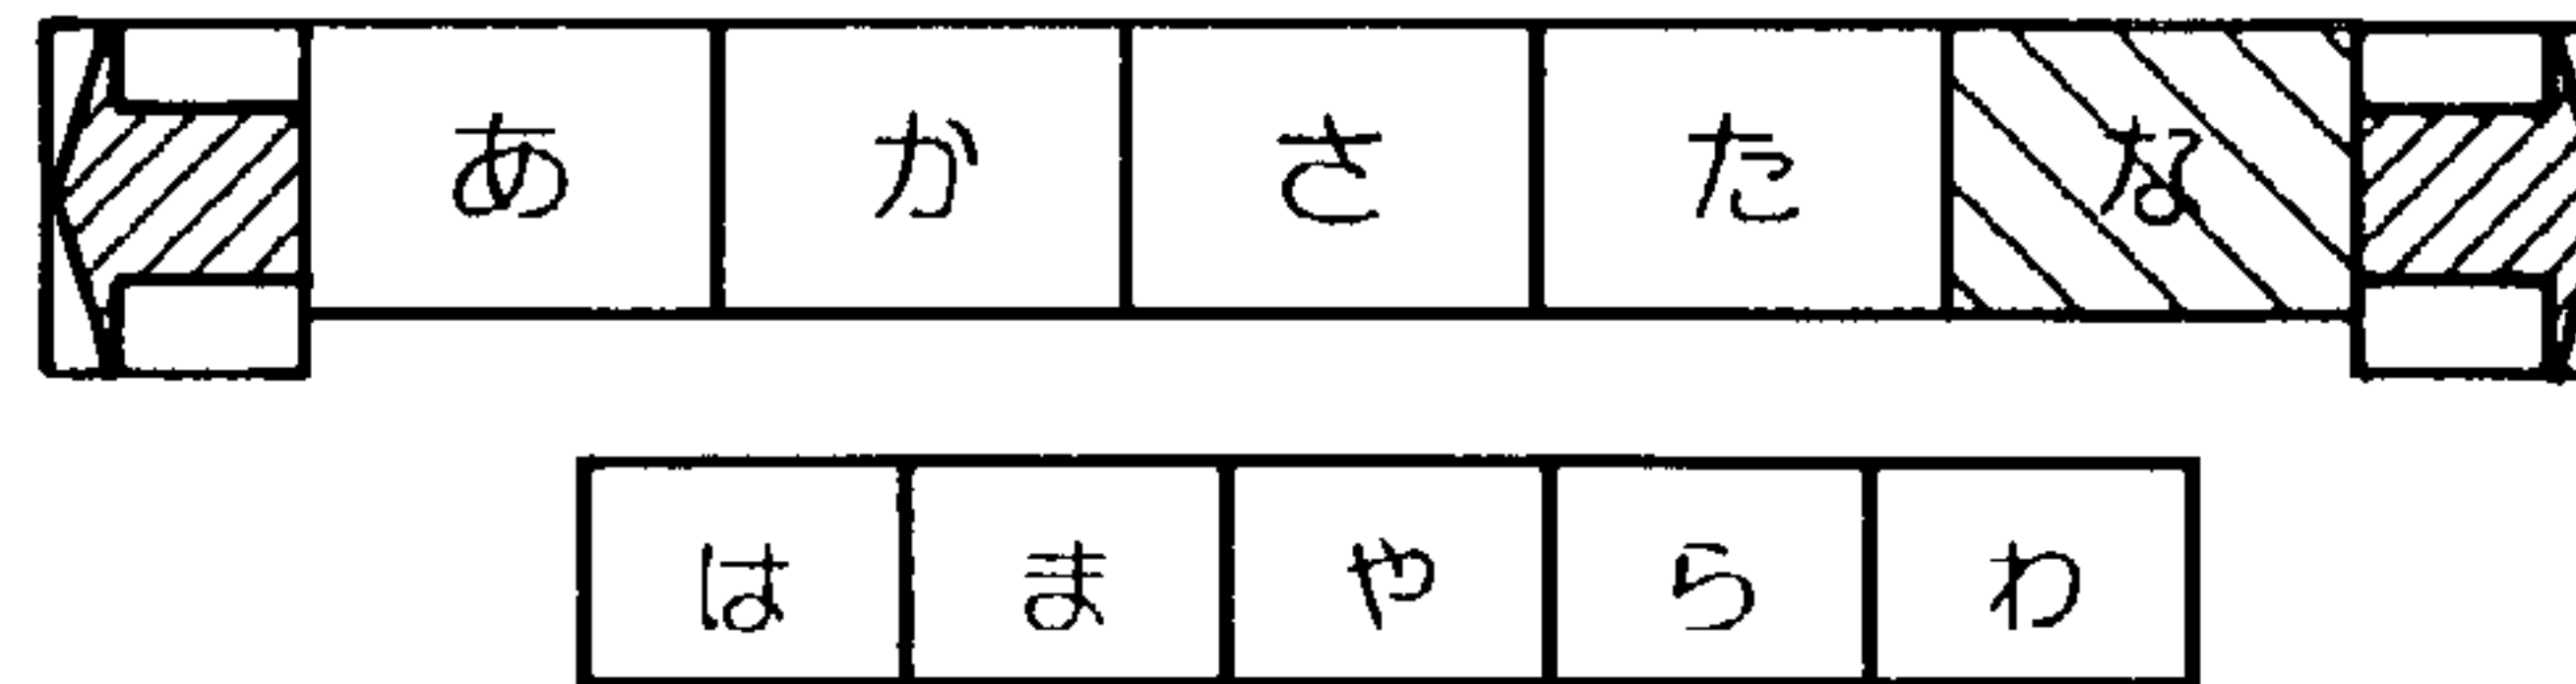 あ か さ た な
は ま や ら わ